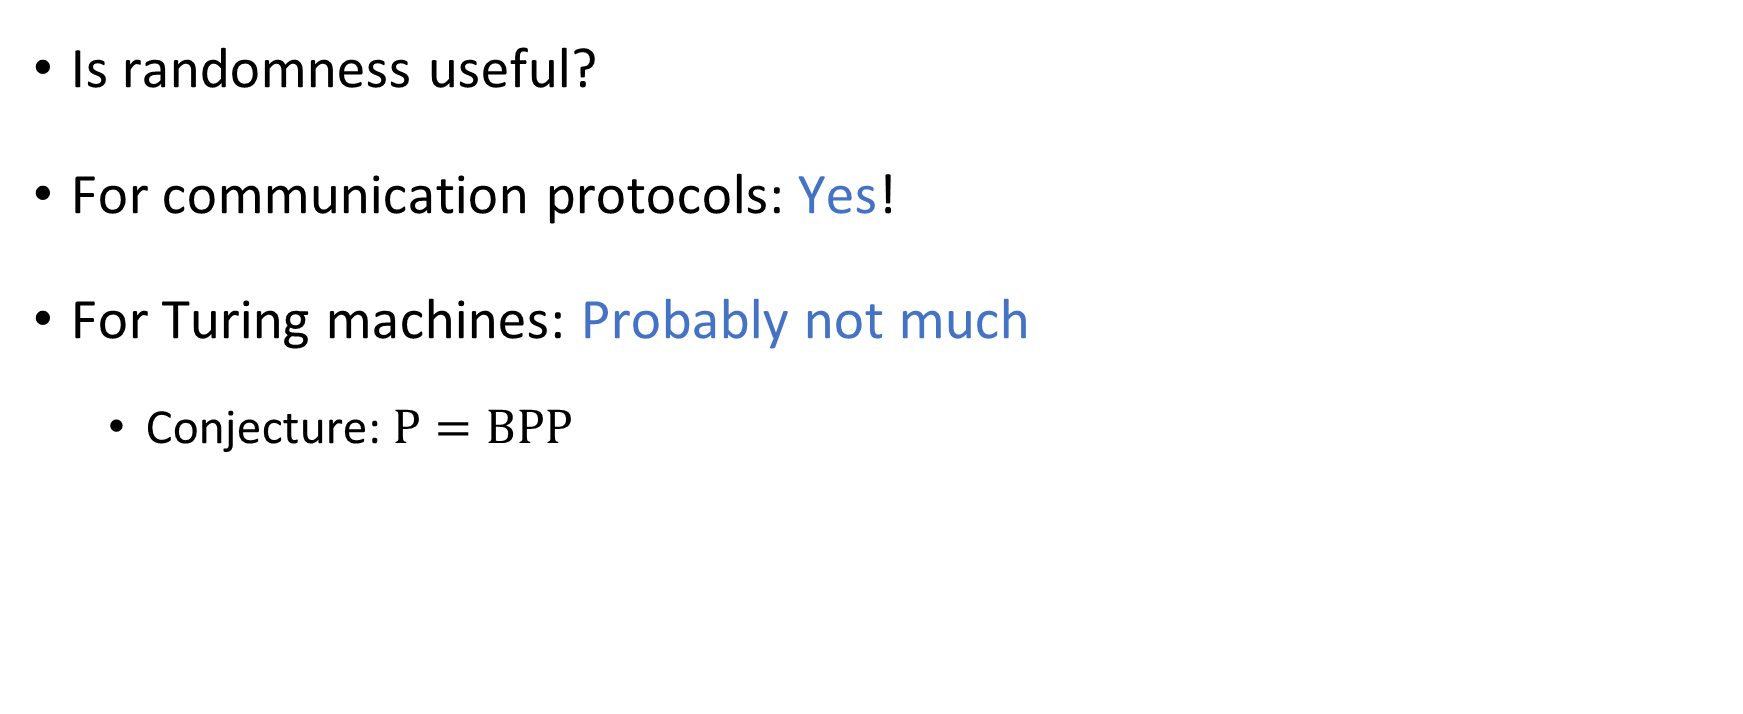 • Is randomness useful?
• For communication protocols: Yes!
• For Turing machines: Probably not much
• Conjecture: P = BPP